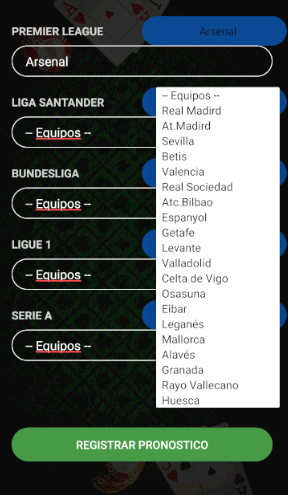 PREMIER LEAGUE
Arsenal
Arsenal
LIGA SANTANDER
-- Equipos --
BUNDESLIGA
-- Equipos --
LIGUE 1
-- Equipos --
SERIE A
-- Equipos --
-- Equipos --
Real Madird
At.Madird
Sevilla
Betis
Valencia
Real Sociedad
Atc.Bilbao
Espanyol
Getafe
Levante
Valladolid
Celta de Vigo
Osasuna
Eibar
Leganés
Mallorca
Alavés
Granada
Rayo Vallecano
Huesca
REGISTRAR PRONOSTICO